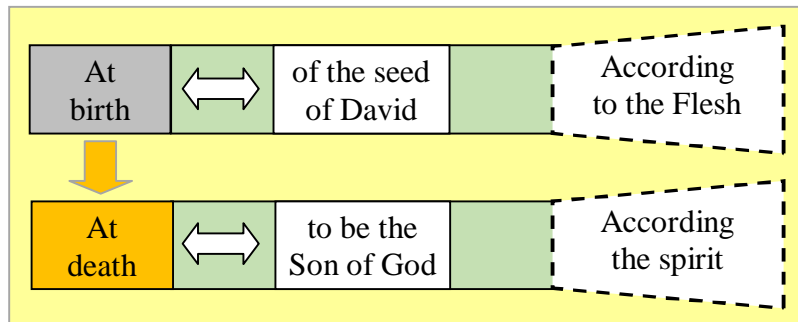 At
birth
of the seed
of David
According
to the Flesh
At
death
to be the
Son of God
According
the spirit